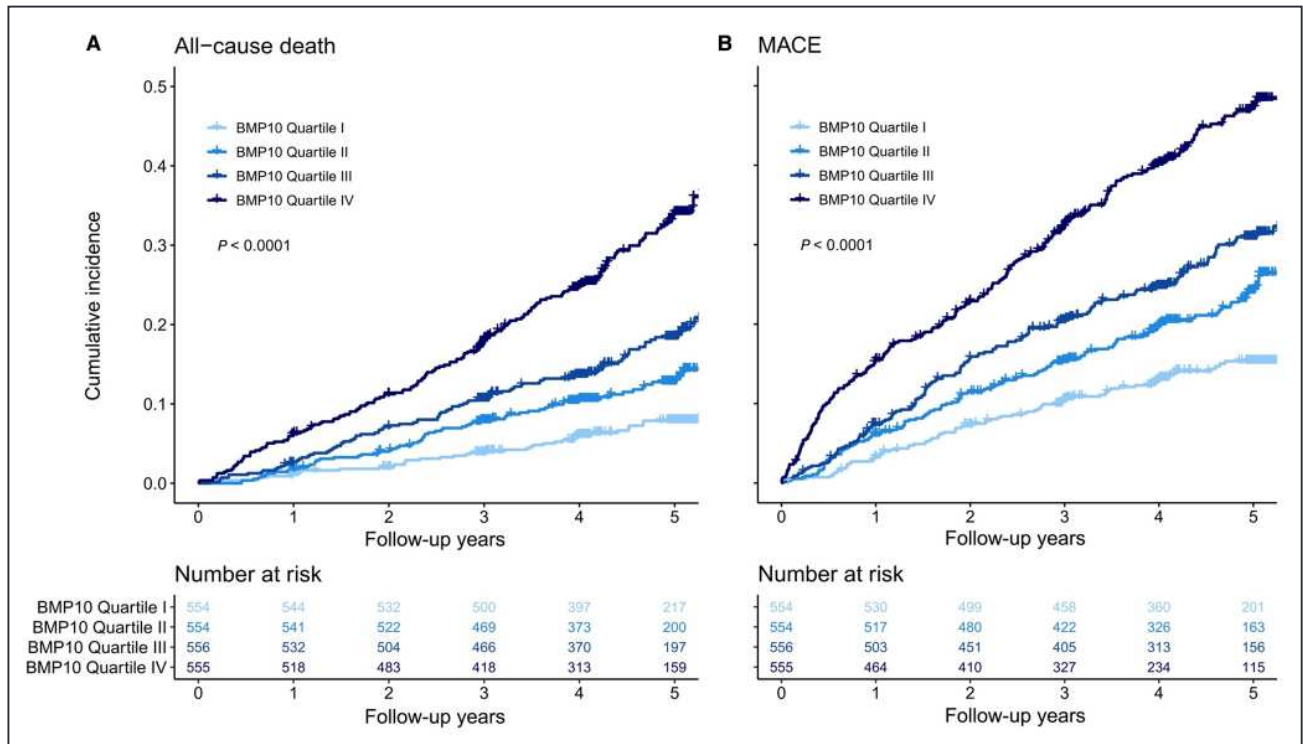 A
All-cause death
0.5
0.4
0.3
0.2
0.1
0.0
Cumulative incidence
BMP10 Quartile I
BMP10 Quartile II
BMP10 Quartile III
BMP10 Quartile IV
P < 0.0001
0 1 2 3 4 5
Follow-up years
B
MACE
BMP10 Quartile I
BMP10 Quartile II
BMP10 Quartile III
BMP10 Quartile IV
P < 0.0001
0 1 2 3 4 5
Follow-up years
Number at risk
BMP10 Quartile I 554 544 532 500 397 217
BMP10 Quartile II 554 541 522 469 373 200
BMP10 Quartile III 556 532 504 466 370 197
BMP10 Quartile IV 555 518 483 418 313 159
0 1 2 3 4 5
Follow-up years
Number at risk
554 530 499 458 360 201
554 517 480 422 326 163
556 503 451 405 313 156
555 464 410 327 234 115
0 1 2 3 4 5
Follow-up years